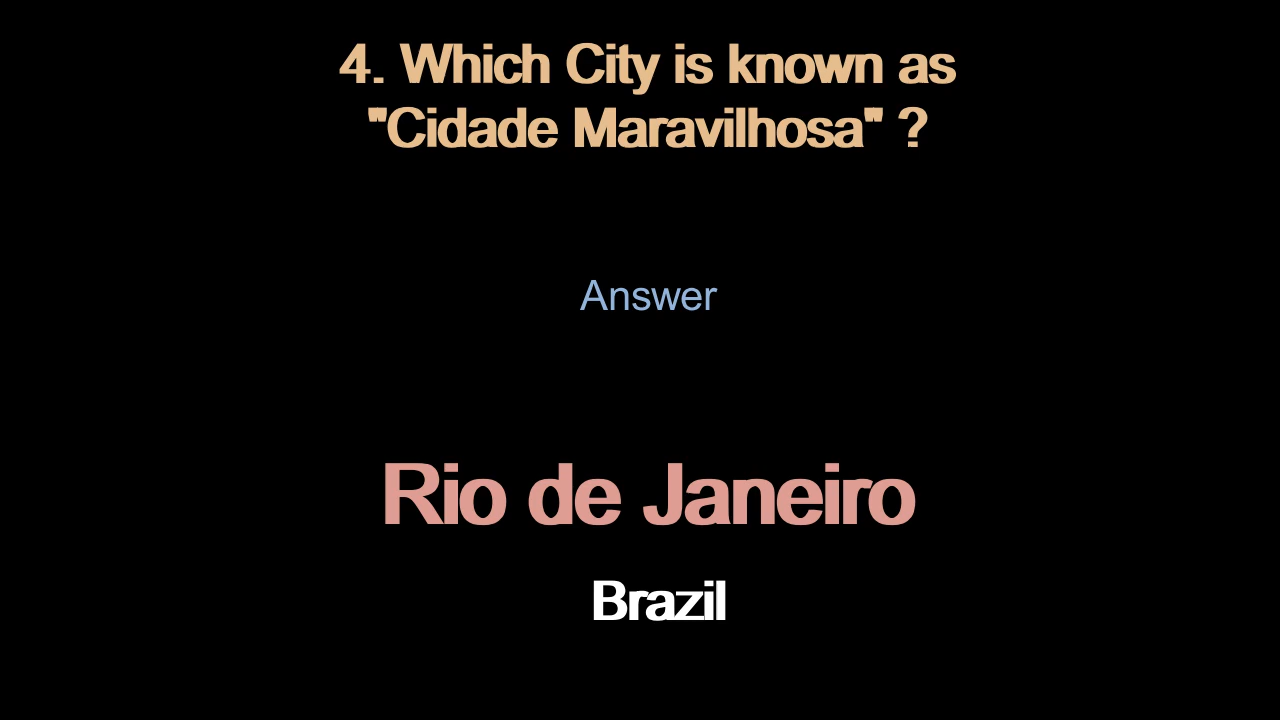 4. Which City is known as
"Cidade Maravilhosa" ?
Answer
Rio de Janeiro
Brazil